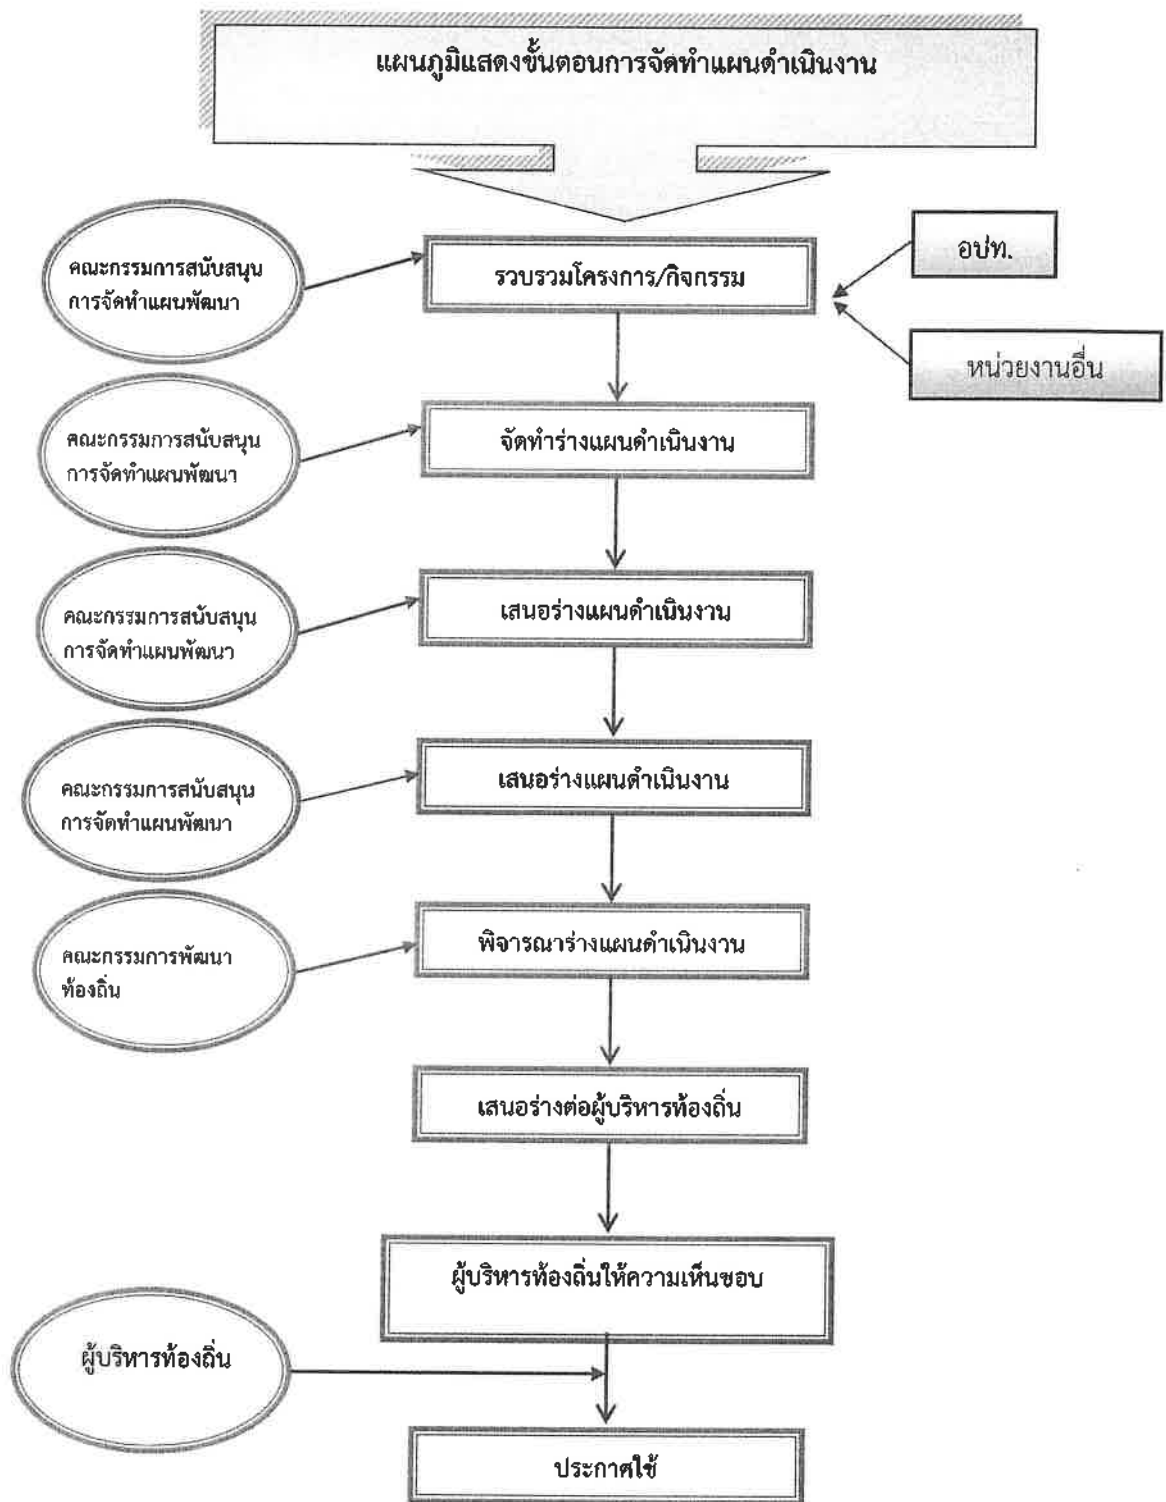 แผนภูมิแสดงขั้นตอนการจัดทำแผนดำเนินงาน
คณะกรรมการสนับสนุน
การจัดทำแผนพัฒนา
รวบรวมโครงการ/กิจกรรม
อปท.
หน่วยงานอื่น
คณะกรรมการสนับสนุน
การจัดทำแผนพัฒนา
จัดทำร่างแผนดำเนินงาน
คณะกรรมการสนับสนุน
การจัดทำแผนพัฒนา
เสนอร่างแผนดำเนินงาน
คณะกรรมการสนับสนุน
การจัดทำแผนพัฒนา
เสนอร่างแผนดำเนินงาน
คณะกรรมการพัฒนา
ท้องถิ่น
พิจารณาร่างแผนดำเนินงาน
เสนอร่างต่อผู้บริหารท้องถิ่น
ผู้บริหารท้องถิ่นให้ความเห็นชอบ
ผู้บริหารท้องถิ่น
ประกาศใช้